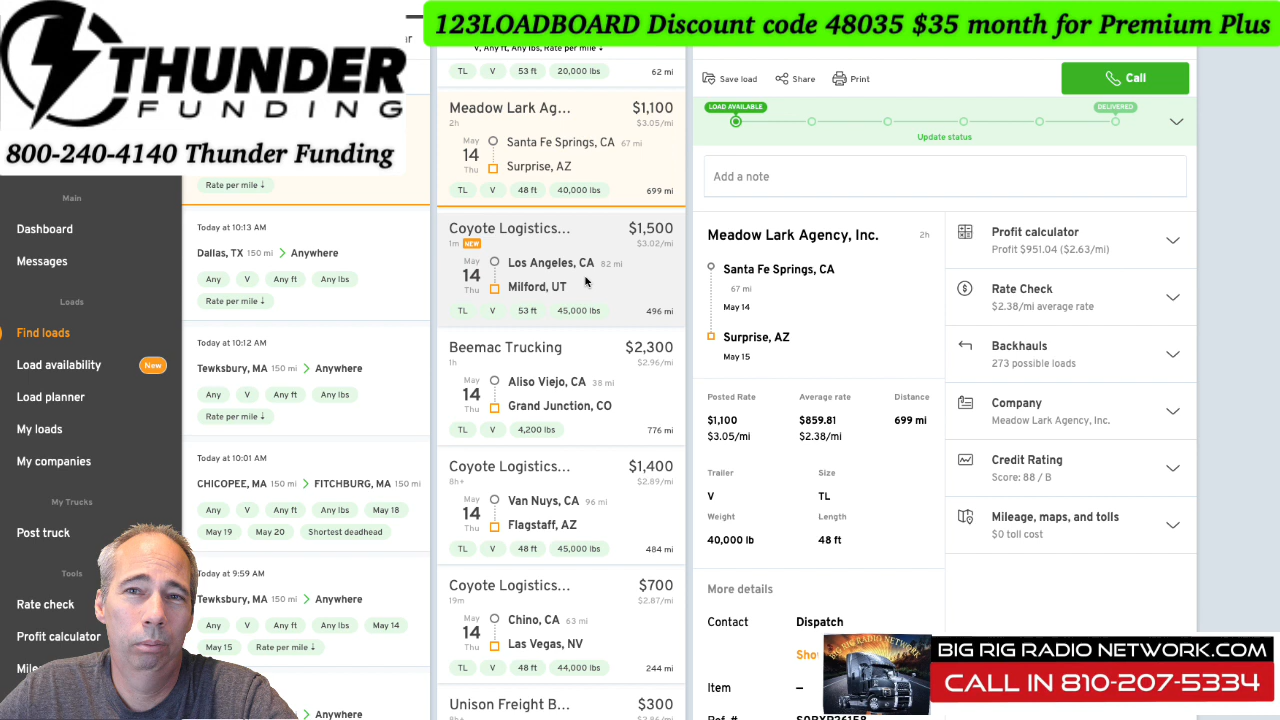 THUNDER
FUNDING
800-240-4140 Thunder Funding
123LOADBOARD Discount code 48035 $35 month for Premium Plus
Rate per mile ↓
Main
Dashboard
Messages
Loads
Find loads
Load availability New
Load planner
My loads
My companies
My Trucks
Post truck
Tools
Rate check
Profit calculator
Today at 10:13 AM
Dallas, TX 150 mi > Anywhere
Any V Any ft Any lbs
Rate per mile ↓
Today at 10:12 AM
Tewksbury, MA 150 mi > Anywhere
Any V Any ft Any lbs
Rate per mile ↓
Today at 10:01 AM
CHICOPEE, MA 150 mi > FITCHBURG, MA 150 mi
Any V Any ft Any lbs May 18
May 19 May 20 Shortest deadhead
Today at 9:59 AM
Tewksbury, MA 150 mi > Anywhere
Any V Any ft Any lbs May 14
May 15 Rate per mile ↓
Anywhere
V, Any ft, Any lbs, Rate per mile ↓
TL V 53 ft 20,000 lbs 62 mi
Meadow Lark Ag... $1,100
2h $3.05/mi
May 14 Thu
Santa Fe Springs, CA 67 mi
Surprise, AZ
TL V 48 ft 40,000 lbs 699 mi
Coyote Logistics... $1,500
1m NEW $3.02/mi
May 14 Thu
Los Angeles, CA 82 mi
Milford, UT
TL V 53 ft 45,000 lbs 496 mi
Beemac Trucking $2,300
1h $2.96/mi
May 14 Thu
Aliso Viejo, CA 38 mi
Grand Junction, CO
TL V 4,200 lbs 776 mi
Coyote Logistics... $1,400
8h+ $2.89/mi
May 14 Thu
Van Nuys, CA 96 mi
Flagstaff, AZ
TL V 48 ft 45,000 lbs 484 mi
Coyote Logistics... $700
19m $2.87/mi
May 14 Thu
Chino, CA 63 mi
Las Vegas, NV
TL V 48 ft 44,000 lbs 244 mi
Unison Freight B... $300
Save load Share Print Call
LOAD AVAILABLE DELIVERED
Update status
Add a note
Meadow Lark Agency, Inc. 2h
Santa Fe Springs, CA
67 mi
May 14
Surprise, AZ
May 15
Posted Rate Average rate Distance
$1,100 $859.81 699 mi
$3.05/mi $2.38/mi
Trailer Size
V TL
Weight Length
40,000 lb 48 ft
More details
Contact Dispatch
Item –
Profit calculator
Profit $951.04 ($2.63/mi)
Rate Check
$2.38/mi average rate
Backhauls
273 possible loads
Company
Meadow Lark Agency, Inc.
Credit Rating
Score: 88 / B
Mileage, maps, and tolls
$0 toll cost
BIG RIG RADIO NETWORK.COM
CALL IN 810-207-5334